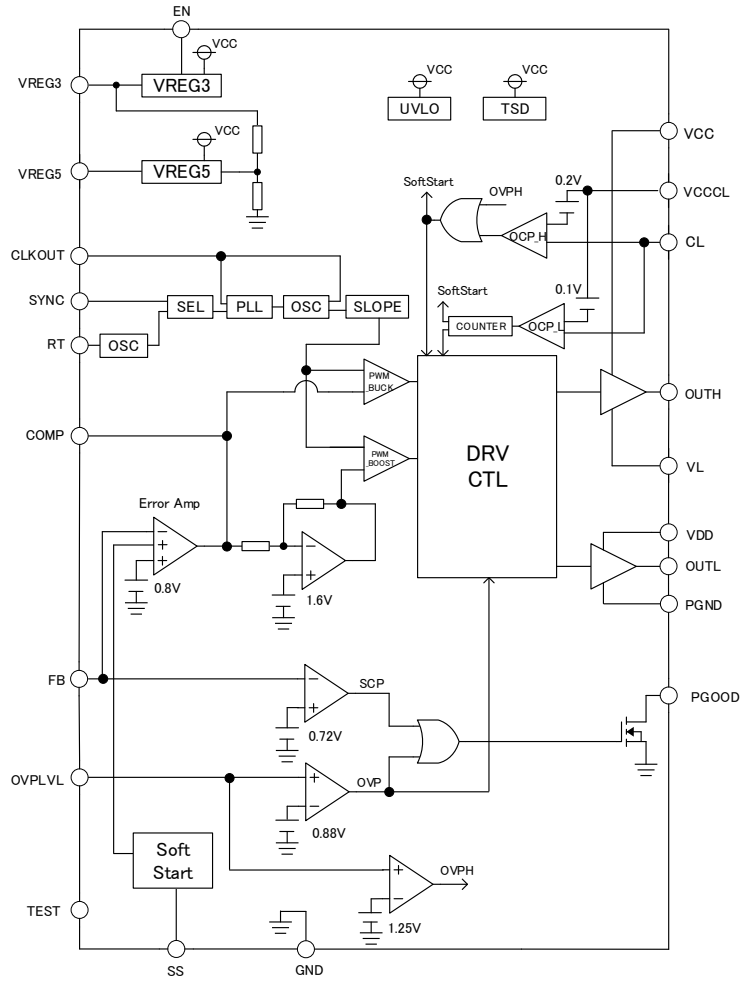 EN
VCC
VREG3
VREG3
VCC
VREG5
VREG5
VCC
UVLO
VCC
TSD
VCC
VCCCL
CL
SoftStart
OVPH
0.2V
OCP_H
SoftStart
0.1V
COUNTER
OCP_L
CLKOUT
SYNC
SEL
PLL
OSC
SLOPE
RT
OSC
PWM
_BUCK
COMP
PWM
_BOOST
DRV
CTL
OUTH
VL
Error Amp
0.8V
1.6V
VDD
OUTL
PGND
FB
SCP
0.72V
PGOOD
OVPLVL
OVP
0.88V
Soft
Start
OVPH
1.25V
TEST
SS
GND